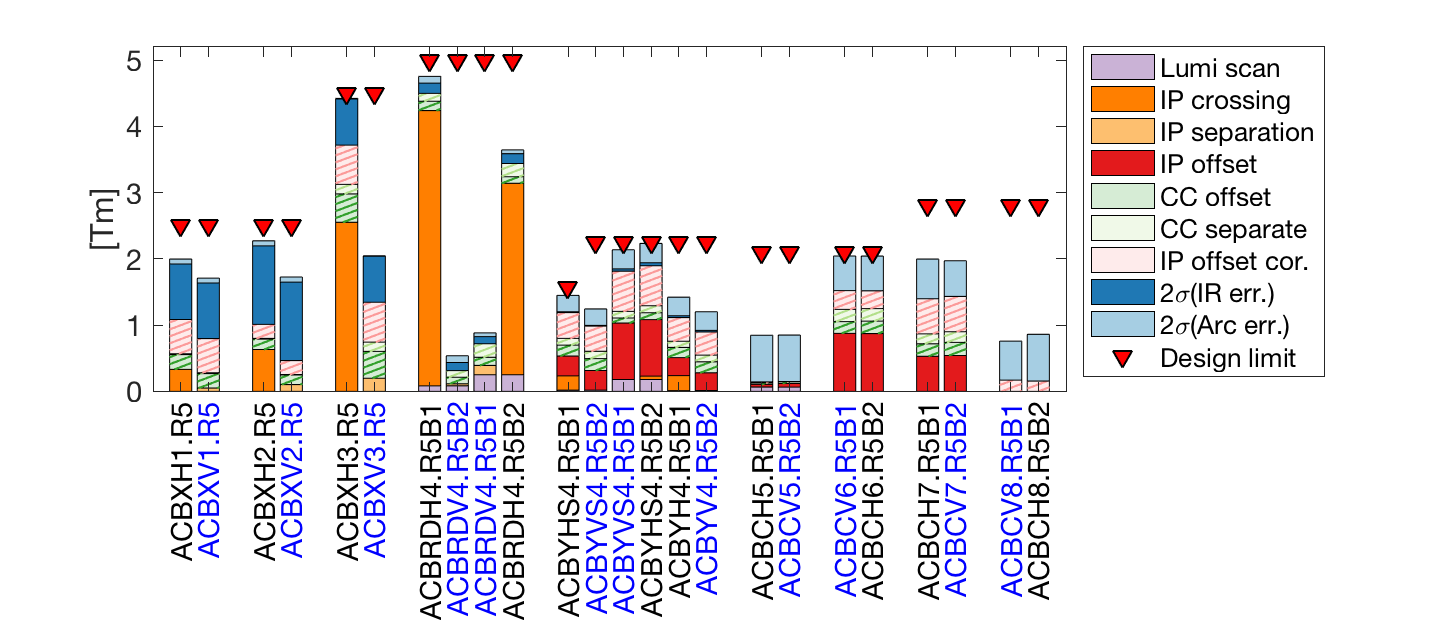 [Tm]
5
4
3
2
1
0
ACBXH1.R5
ACBXV1.R5
ACBXH2.R5
ACBXV2.R5
ACBXH3.R5
ACBXV3.R5
ACBRDH4.R5B1
ACBRDV4.R5B2
ACBRDV4.R5B1
ACBRDH4.R5B2
ACBYHS4.R5B1
ACBYVS4.R5B2
ACBYVS4.R5B1
ACBYHS4.R5B2
ACBYH4.R5B1
ACBYV4.R5B2
ACBCH5.R5B1
ACBCV5.R5B2
ACBCV6.R5B1
ACBCH6.R5B2
ACBCH7.R5B1
ACBCV7.R5B2
ACBCV8.R5B1
ACBCH8.R5B2
Lumi scan
IP crossing
IP separation
IP offset
CC offset
CC separate
IP offset cor.
2σ(IR err.)
2σ(Arc err.)
Design limit